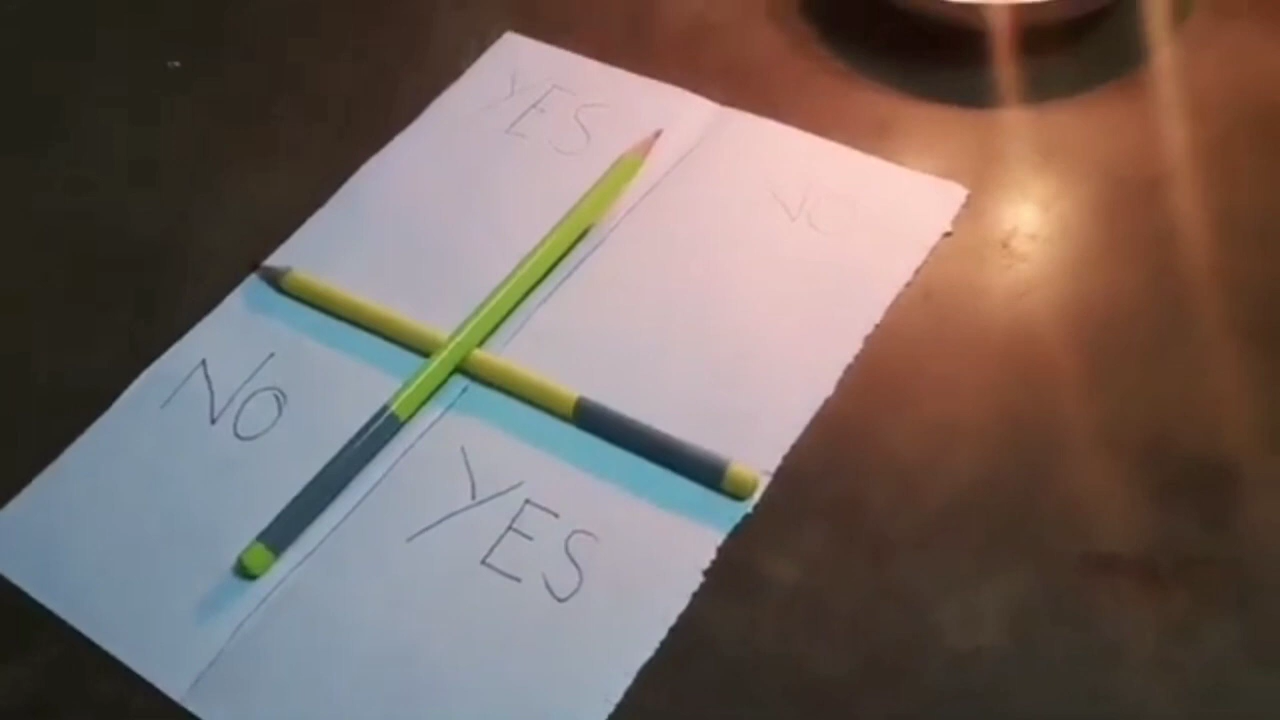 YES NO
NO YES